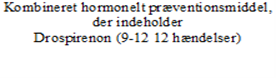 Kombineret hormonelt præventionsmiddel,
der indeholder
Drospirenon (9-12 12 hændelser)